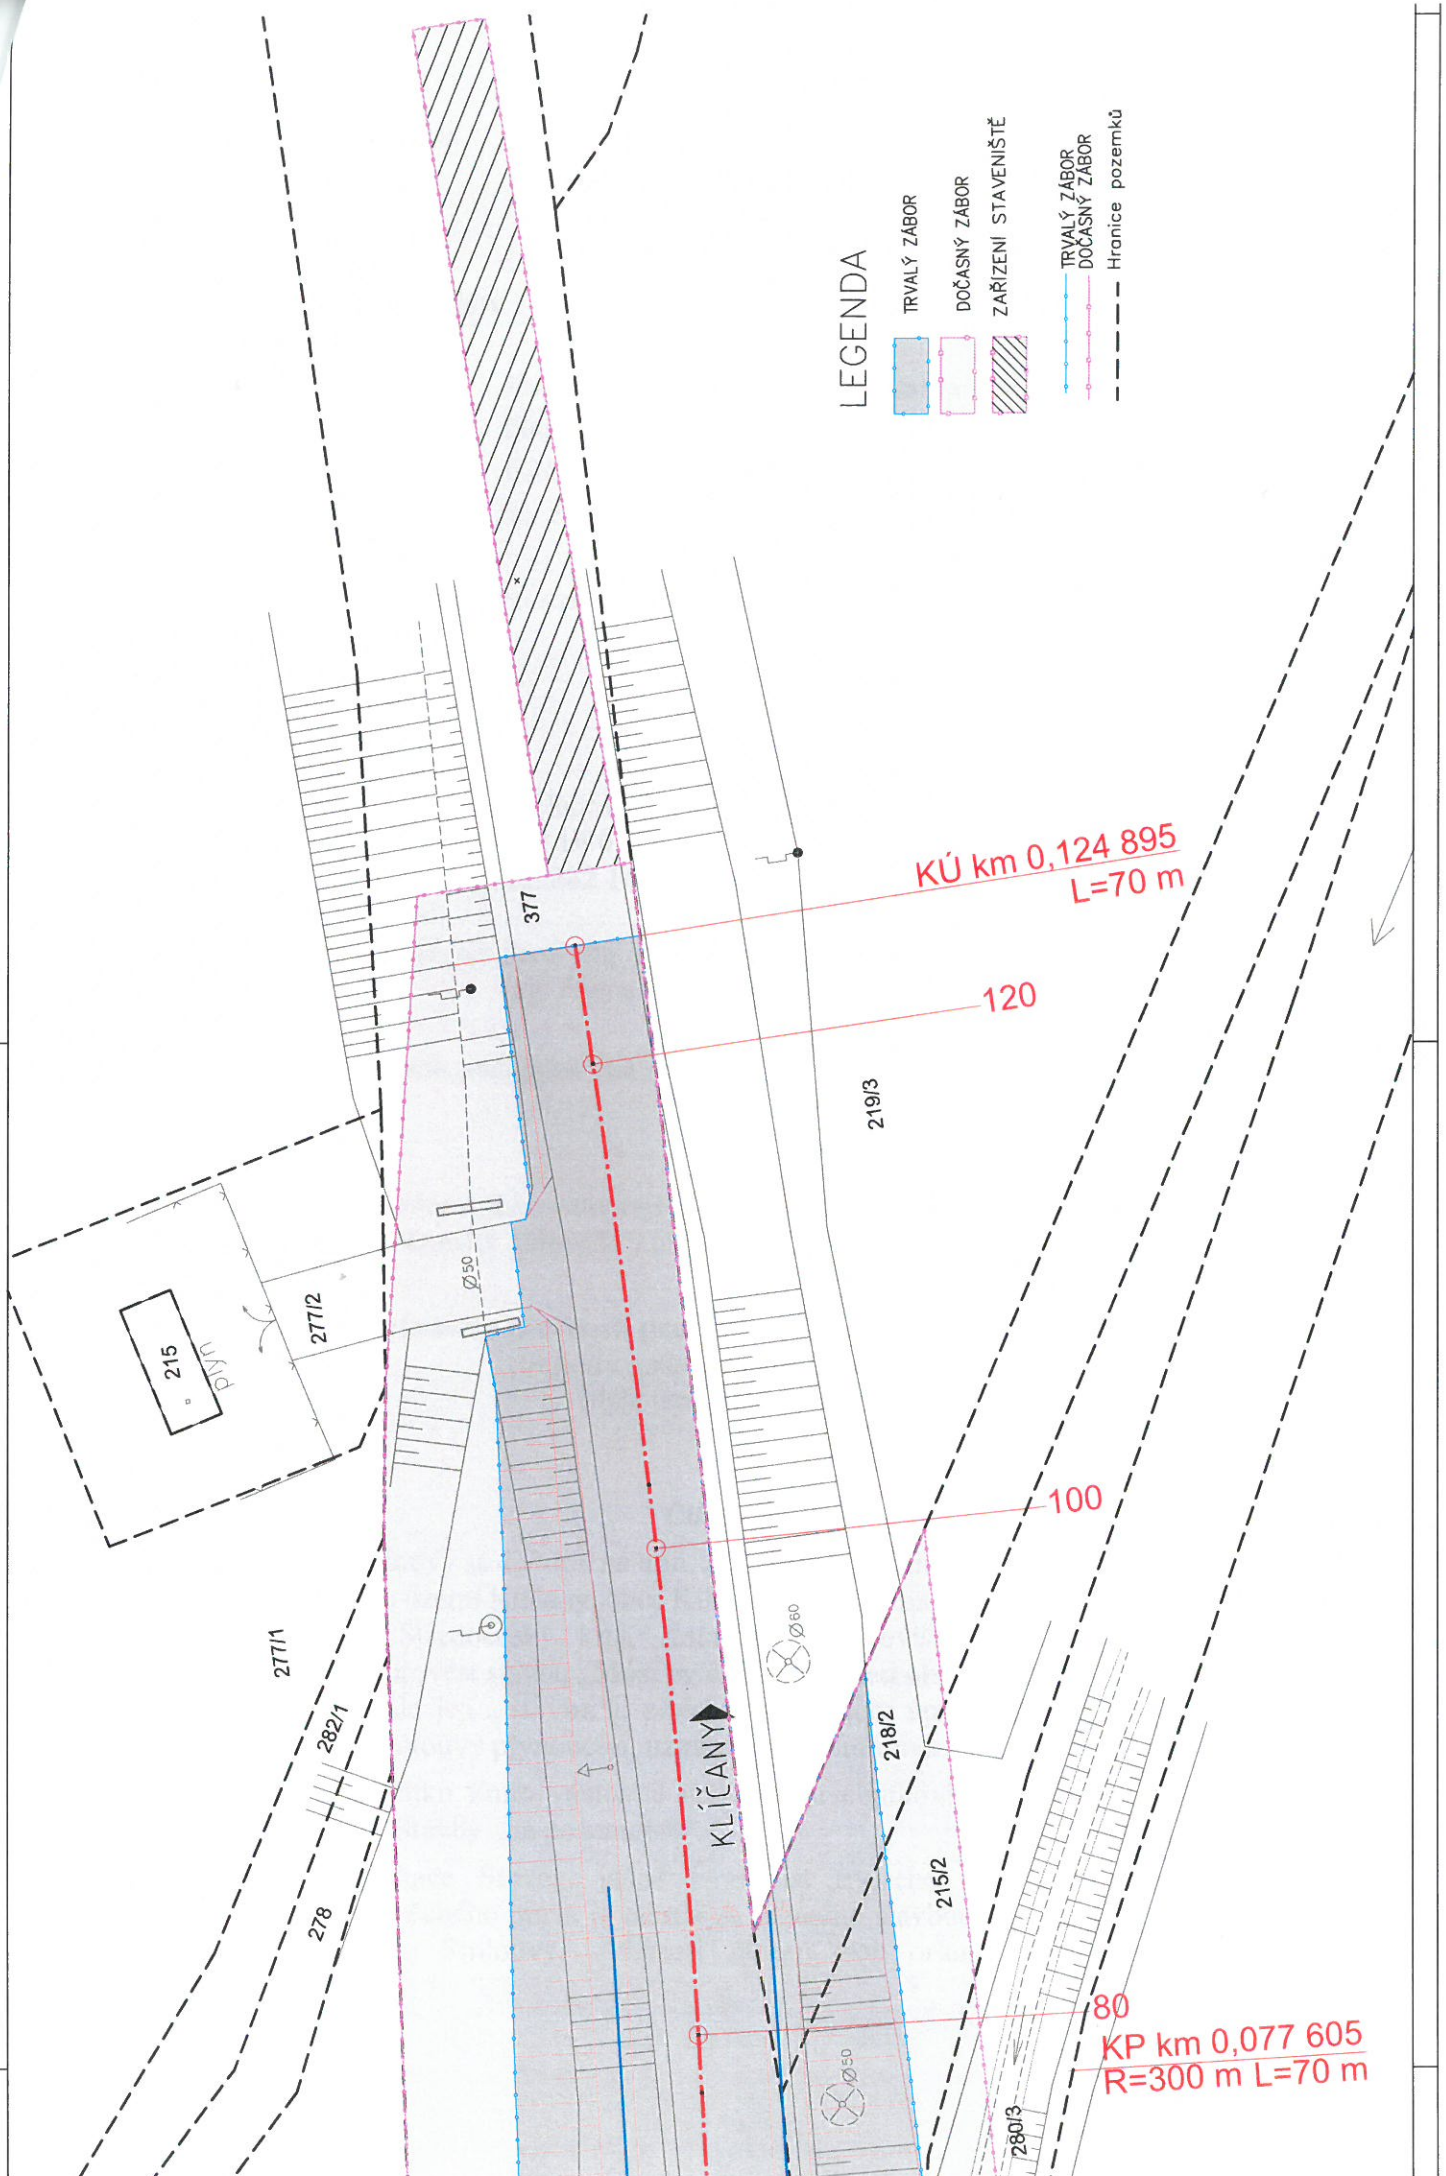 LEGENDA
TRVALÝ ZÁBOR
DOČASNÝ ZÁBOR
ZAŘÍZENÍ STAVENIŠTĚ
TRVALÝ ZÁBOR
DOČASNÝ ZÁBOR
Hranice pozemků
KÚ km 0,124 895
L=70 m
377
120
219/3
Ø50
277/2
215
plyn
100
277/1
Ø60
282/1
218/2
KLÍČANY
278
215/2
80
KP km 0,077 605
R=300 m L=70 m
Ø50
280/3